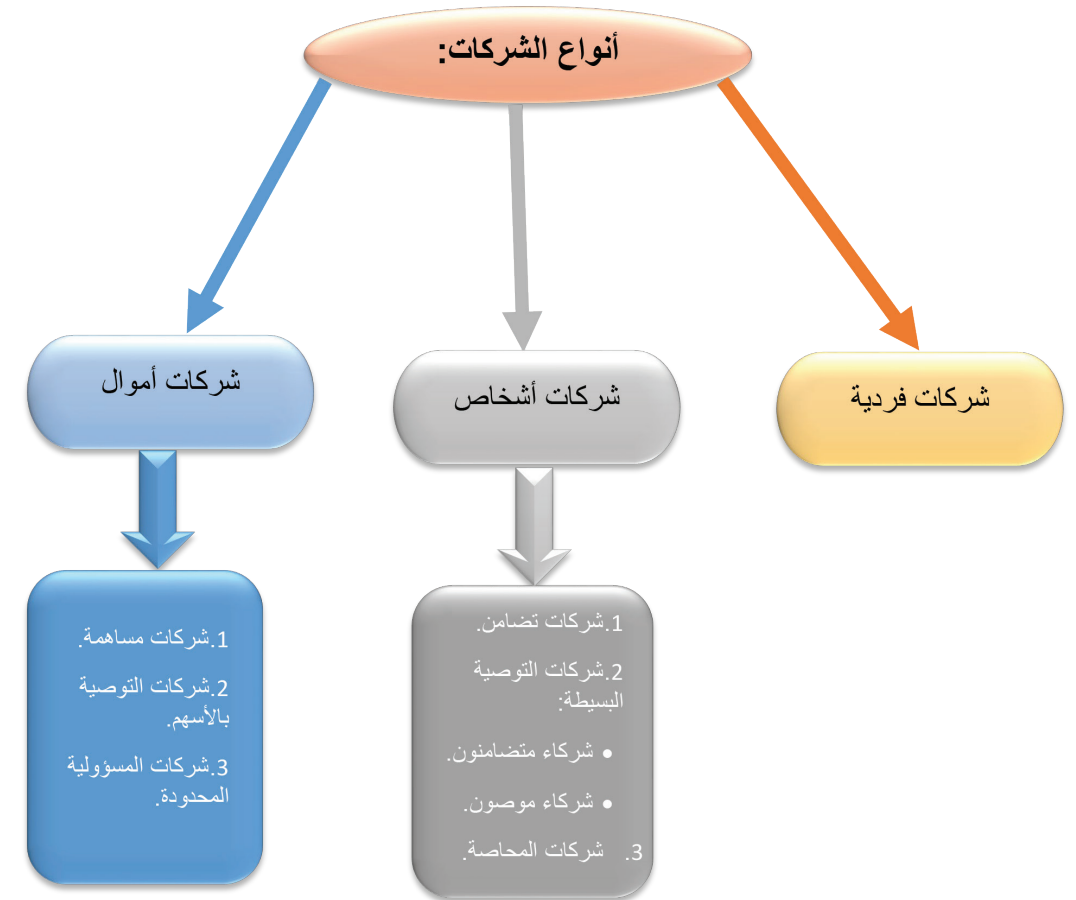 أنواع الشركات:
شركات فردية
شركات أشخاص
شركات أموال
1.شركات تضامن.
2.شركات التوصية
البسيطة:
• شركاء متضامنون.
• شركاء موصون.
3. شركات المحاصة.
1.شركات مساهمة.
2.شركات التوصية
بالأسهم.
3.شركات المسؤولية
المحدودة.